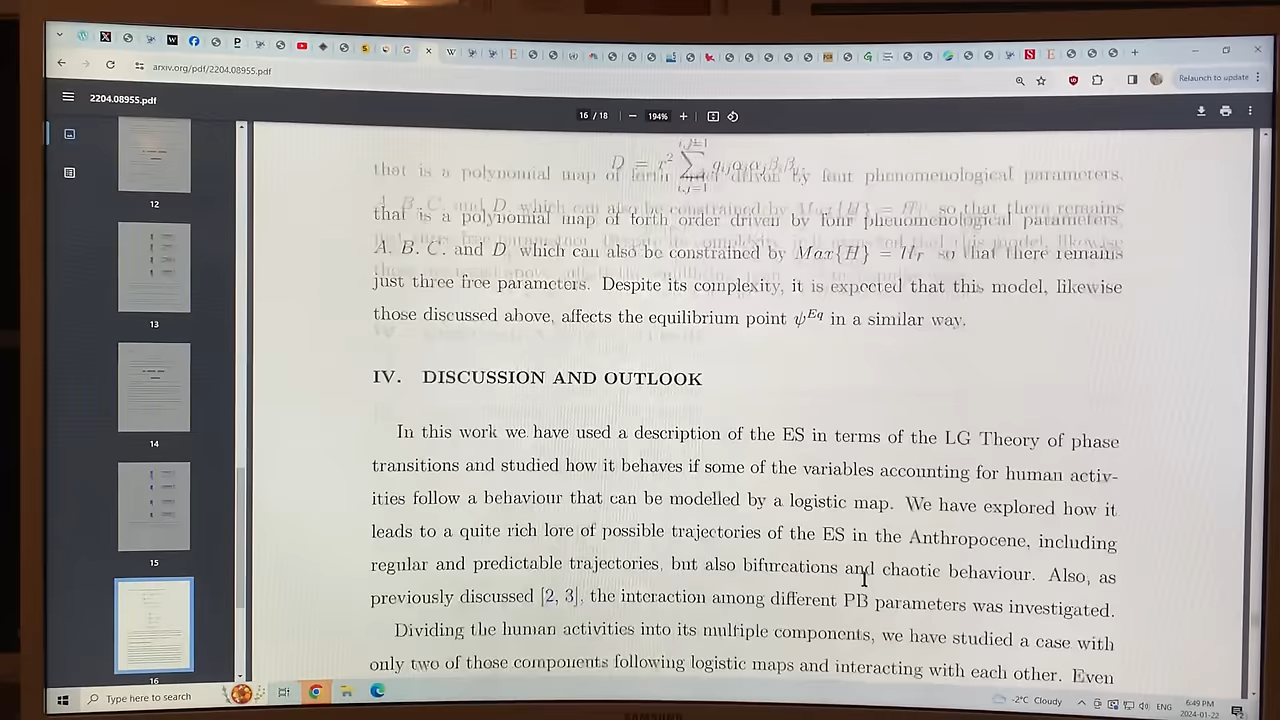 arxiv.org/pdf/2204.08955.pdf
Relaunch to update
2204.08955.pdf
16 / 18
194%
12
13
14
15
16
that is a polynomial map of forth order driven by four phenomenological parameters,
A, B, C, and D, which can also be constrained by Max{H} = H_T so that there remains
just three free parameters. Despite its complexity, it is expected that this model, likewise
those discussed above, affects the equilibrium point ψ^Eq in a similar way.
IV. DISCUSSION AND OUTLOOK
In this work we have used a description of the ES in terms of the LG Theory of phase
transitions and studied how it behaves if some of the variables accounting for human activ-
ities follow a behaviour that can be modelled by a logistic map. We have explored how it
leads to a quite rich lore of possible trajectories of the ES in the Anthropocene, including
regular and predictable trajectories, but also bifurcations and chaotic behaviour. Also, as
previously discussed [2, 3], the interaction among different PB parameters was investigated.
Dividing the human activities into its multiple components, we have studied a case with
only two of those components following logistic maps and interacting with each other. Even
Type here to search
-2°C Cloudy
ENG
6:49 PM
2024-01-22
SAMSUNG